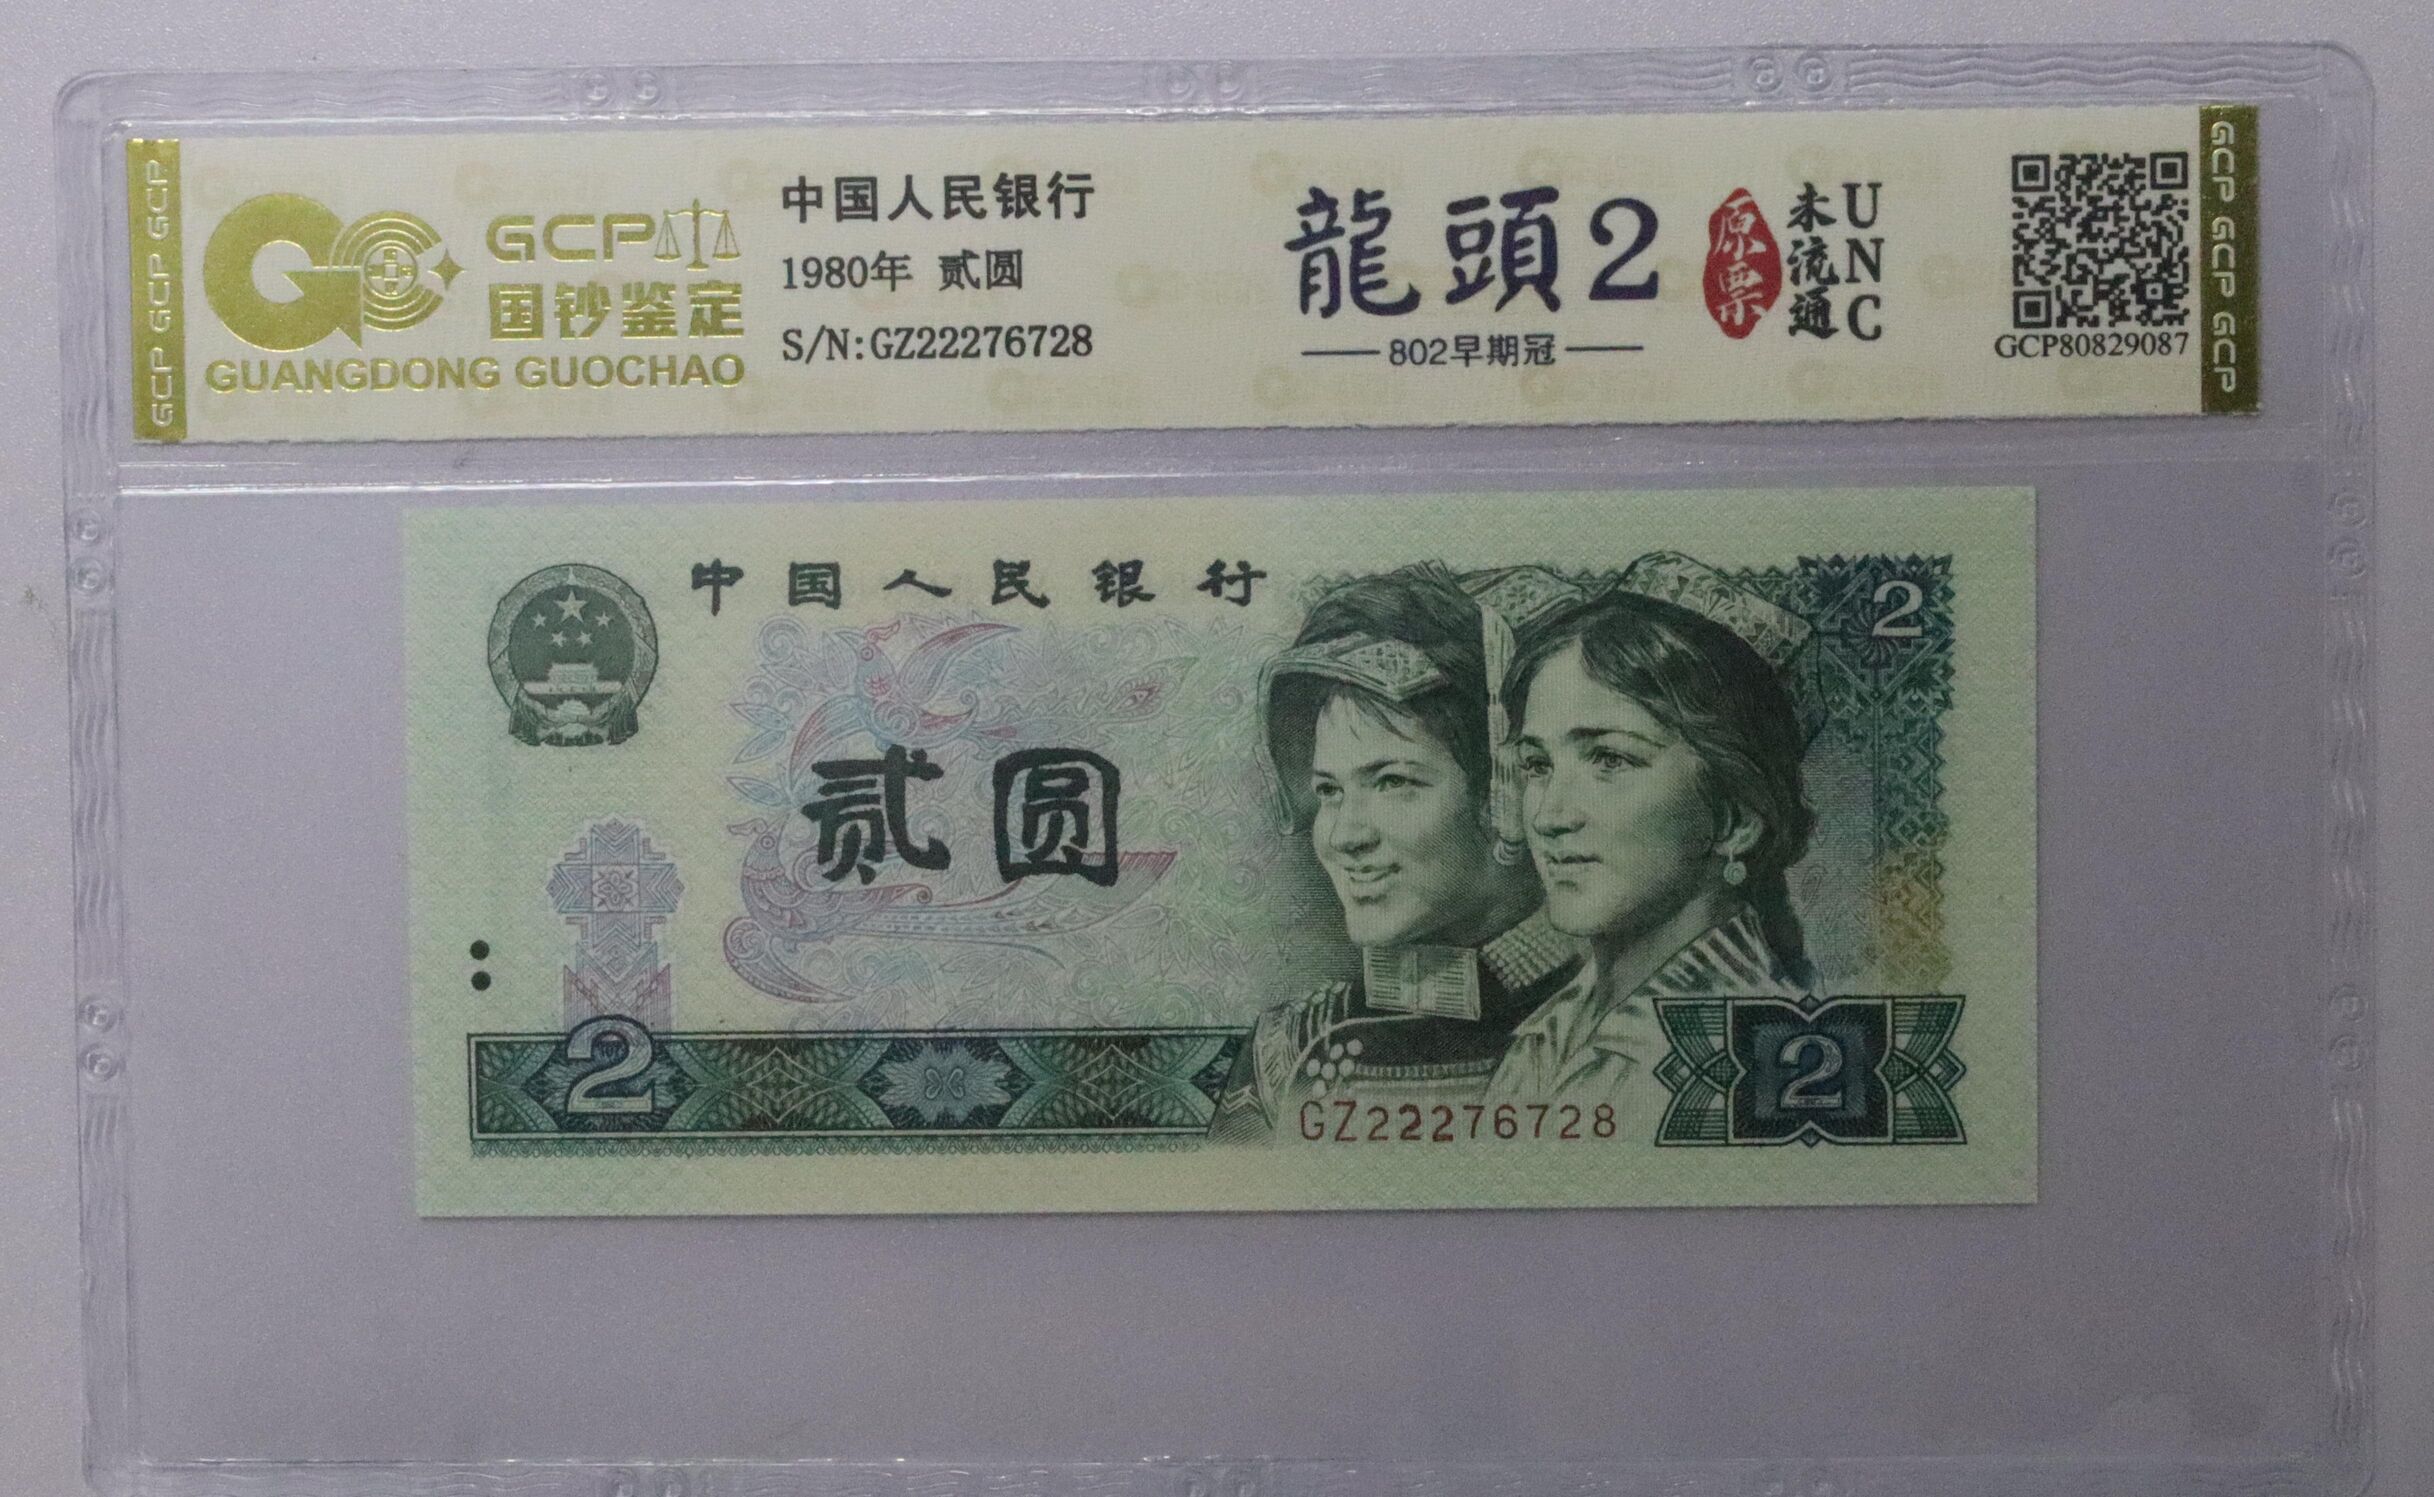 GCP GCP GCP
GCP
国钞鉴定
GUANGDONG GUOCHAO
中国人民银行
1980年 贰圆
S/N:GZ22276728
龍頭2
802早期冠
原票
未流通
UNC
GCP80829087
GCP GCP GCP GCP
中国人民银行
2
贰圆
2
2
GZ22276728